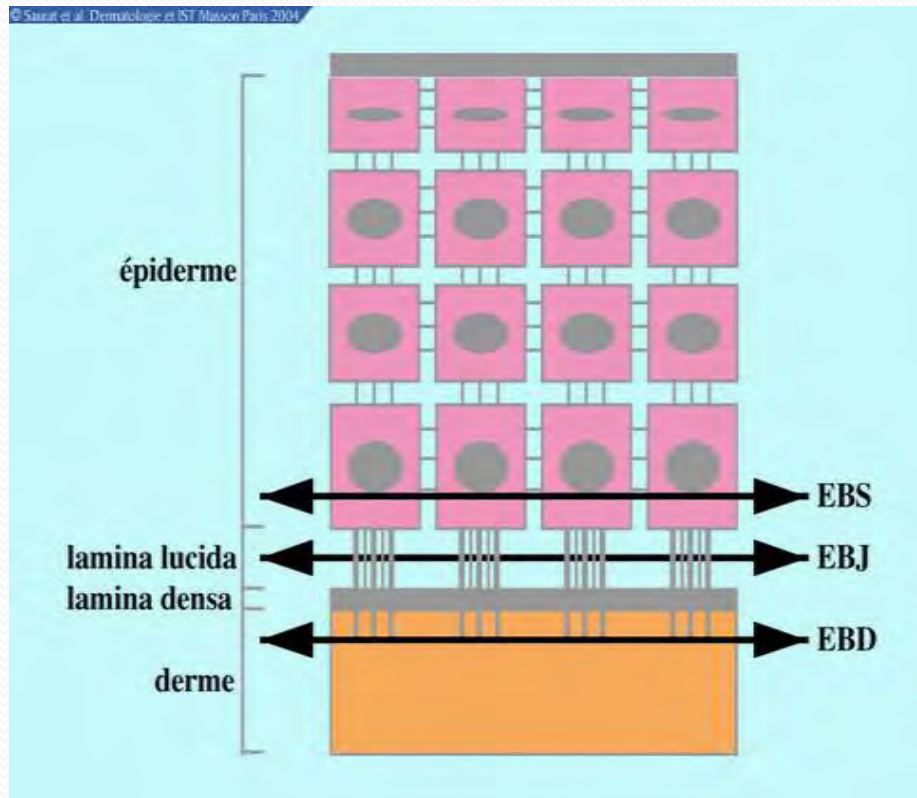 © Saurat et al. Dermatologie et IST Masson Paris 2004
épiderme
EBS
lamina lucida
EBJ
lamina densa
EBD
derme